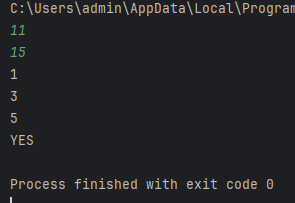 C:\Users\admin\AppData\Local\Program
11
15
1
3
5
YES
Process finished with exit code 0